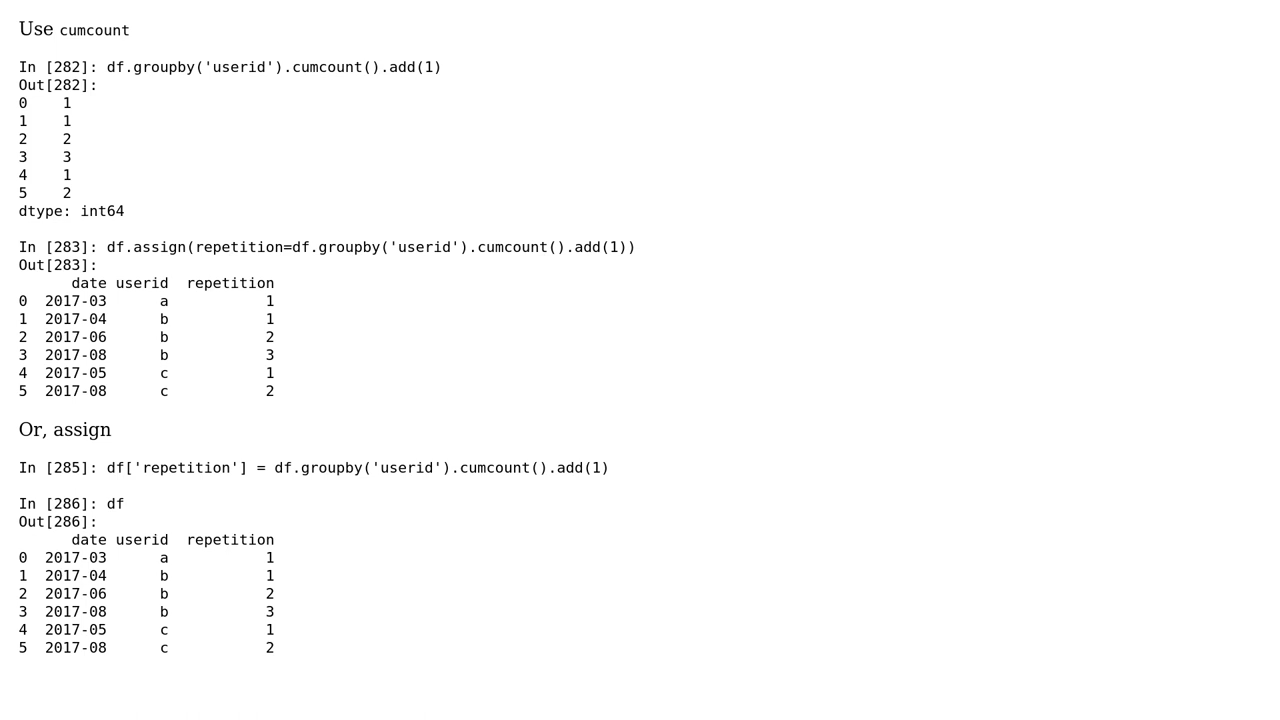 Use cumcount
In [282]: df.groupby('userid').cumcount().add(1)
Out[282]:
0    1
1    1
2    2
3    3
4    1
5    2
dtype: int64
In [283]: df.assign(repetition=df.groupby('userid').cumcount().add(1))
Out[283]:
      date userid  repetition
0  2017-03      a           1
1  2017-04      b           1
2  2017-06      b           2
3  2017-08      b           3
4  2017-05      c           1
5  2017-08      c           2
Or, assign
In [285]: df['repetition'] = df.groupby('userid').cumcount().add(1)
In [286]: df
Out[286]:
      date userid  repetition
0  2017-03      a           1
1  2017-04      b           1
2  2017-06      b           2
3  2017-08      b           3
4  2017-05      c           1
5  2017-08      c           2